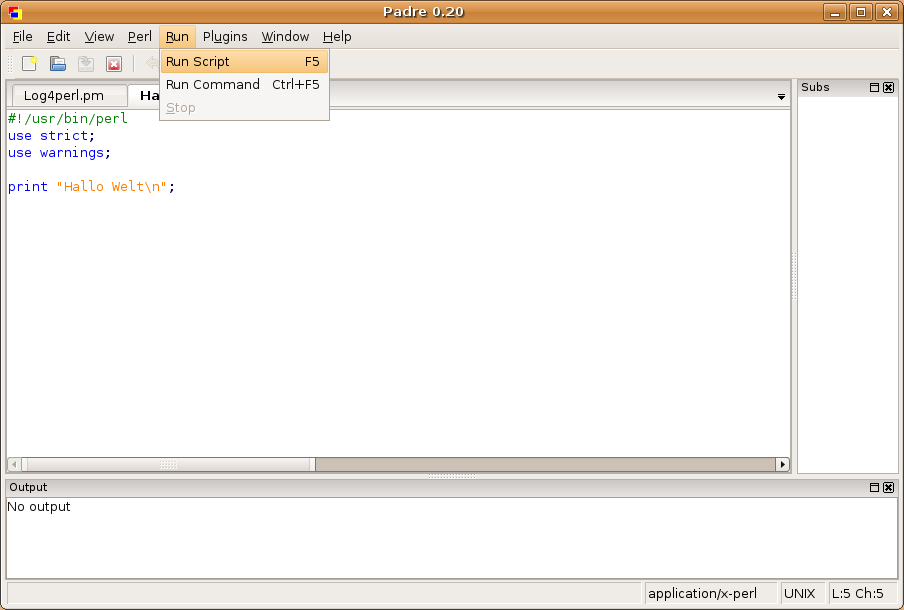 Padre 0.20
File Edit View Perl Run Plugins Window Help
Run Script F5
Run Command Ctrl+F5
Stop
Log4perl.pm
#!/usr/bin/perl
use strict;
use warnings;
print "Hallo Welt\n";
Subs
Output
No output
application/x-perl UNIX L:5 Ch:5